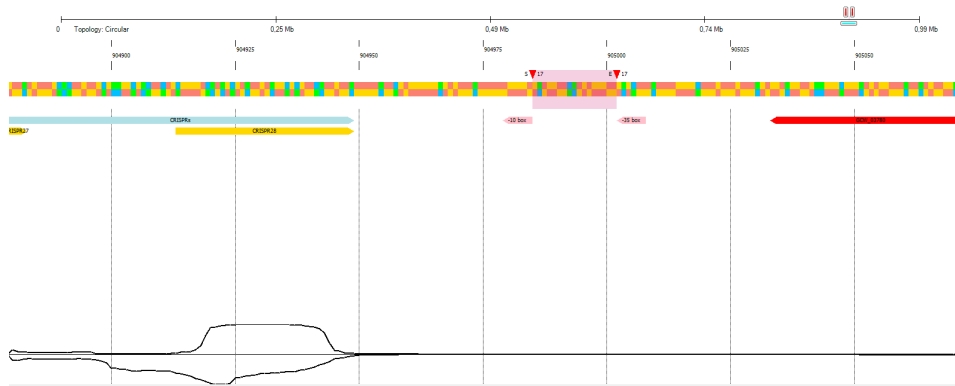 0
Topology: Circular
0.25 Mb
0.49 Mb
0.74 Mb
0.99 Mb
904900
904925
904950
904975
905000
905025
905050
S 17
E 17
CRISPRs
-10 box
-35 box
CRISPR28